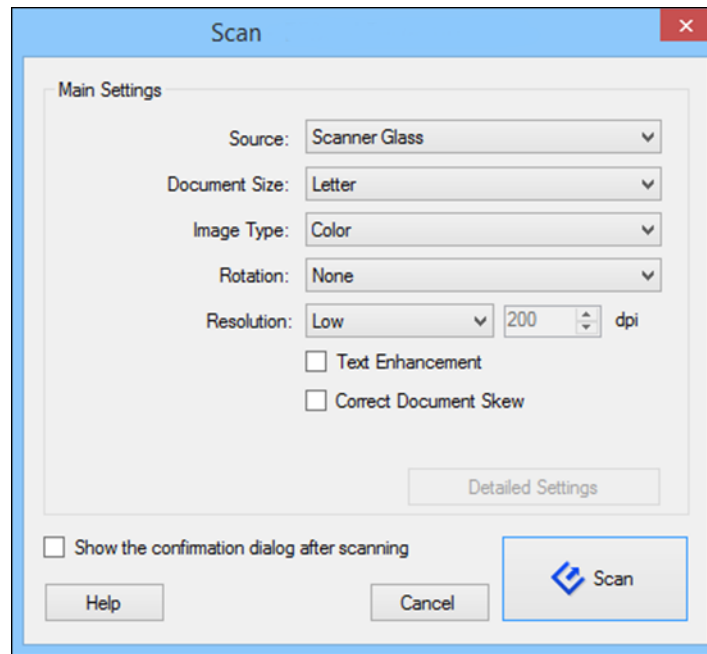 Scan
Main Settings
Source: Scanner Glass
Document Size: Letter
Image Type: Color
Rotation: None
Resolution: Low 200 dpi
Text Enhancement
Correct Document Skew
Detailed Settings
Show the confirmation dialog after scanning
Help Cancel Scan